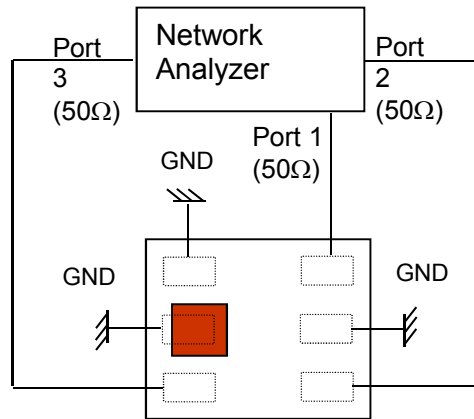 Port
3
(50Ω)
Network
Analyzer
Port
2
(50Ω)
Port 1
(50Ω)
GND
GND
GND